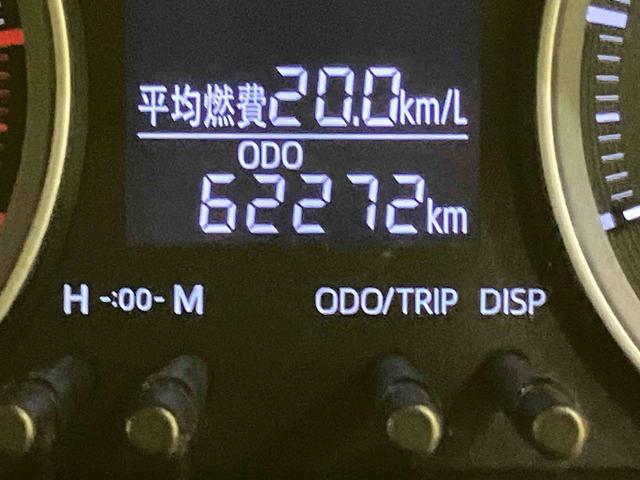 平均燃費20.0km/L
ODO
62272km
H -:00- M ODO/TRIP DISP